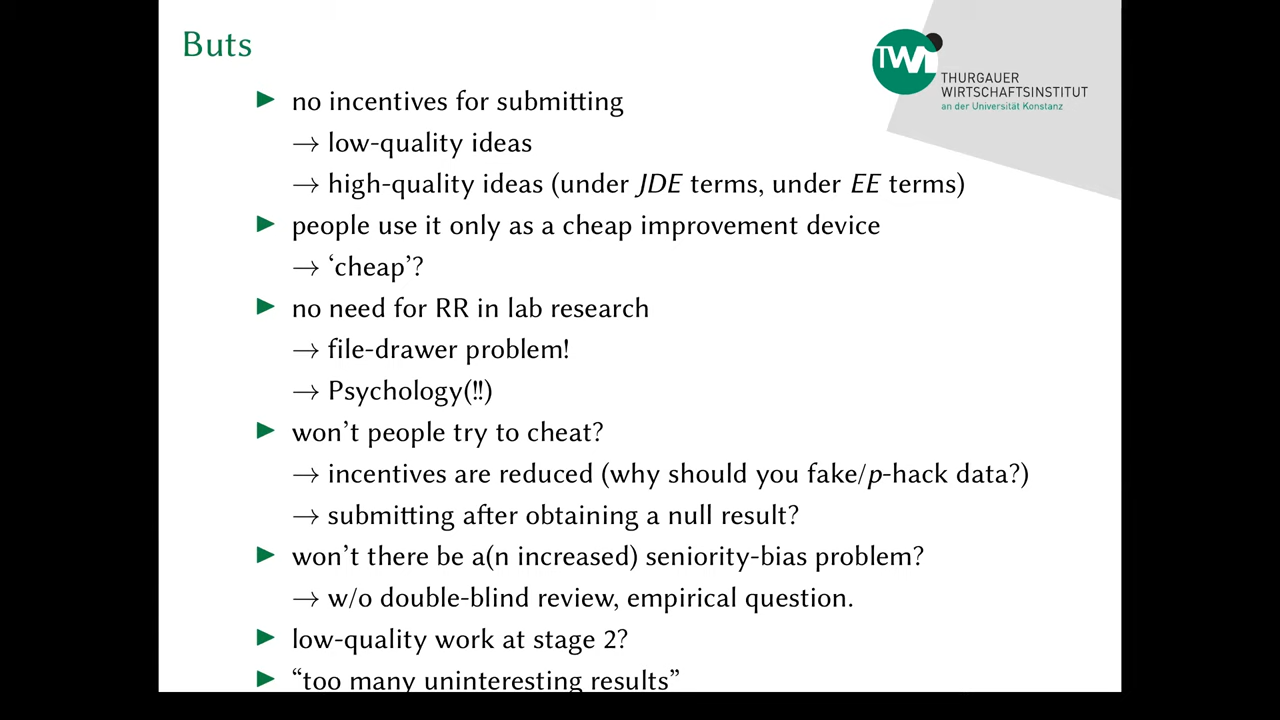 Buts
TWI
THURGAUER
WIRTSCHAFTSINSTITUT
an der Universität Konstanz
▶ no incentives for submitting
→ low-quality ideas
→ high-quality ideas (under JDE terms, under EE terms)
▶ people use it only as a cheap improvement device
→ ‘cheap’?
▶ no need for RR in lab research
→ file-drawer problem!
→ Psychology(!!)
▶ won’t people try to cheat?
→ incentives are reduced (why should you fake/p-hack data?)
→ submitting after obtaining a null result?
▶ won’t there be a(n increased) seniority-bias problem?
→ w/o double-blind review, empirical question.
▶ low-quality work at stage 2?
▶ “too many uninteresting results”